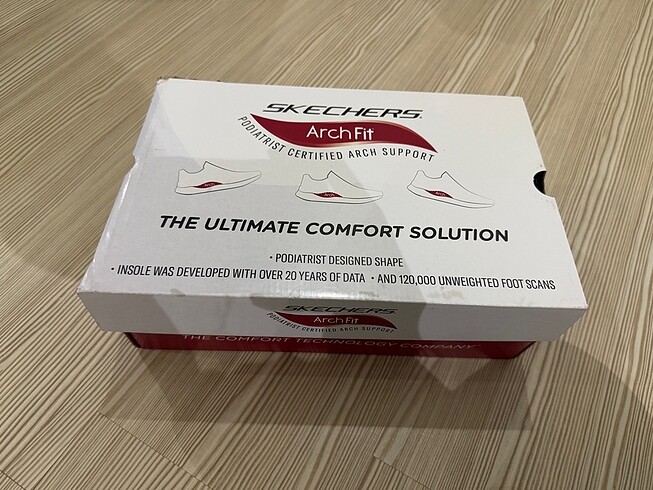 SKECHERS
Arch Fit
PODIATRIST CERTIFIED ARCH SUPPORT
THE ULTIMATE COMFORT SOLUTION
• PODIATRIST DESIGNED SHAPE
• INSOLE WAS DEVELOPED WITH OVER 20 YEARS OF DATA • AND 120,000 UNWEIGHTED FOOT SCANS
SKECHERS
Arch Fit
PODIATRIST CERTIFIED ARCH SUPPORT
THE COMFORT TECHNOLOGY COMPANY